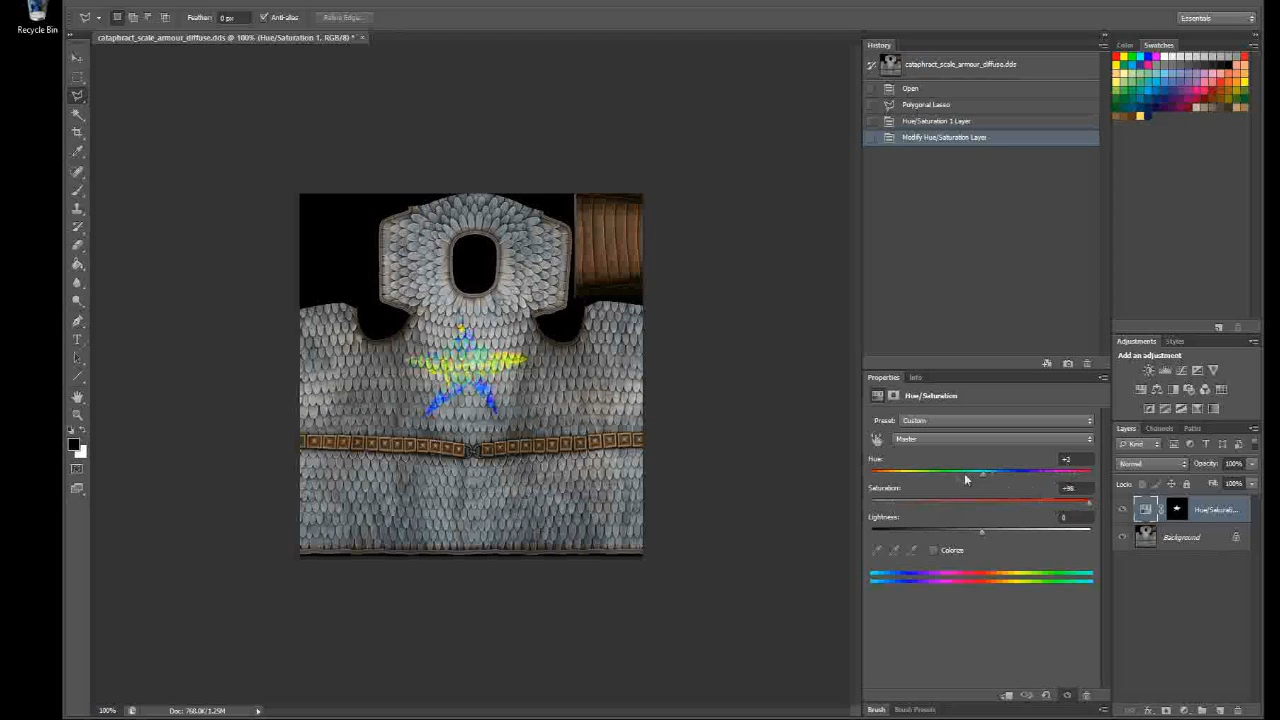 Recycle Bin
Feather: 0 px
Anti-alias
Refine Edge...
Essentials
cataphract_scale_armour_diffuse.dds @ 100% (Hue/Saturation 1, RGB/8) *
History
cataphract_scale_armour_diffuse.dds
Open
Polygonal Lasso
Hue/Saturation 1 Layer
Modify Hue/Saturation Layer
Color
Swatches
Adjustments
Styles
Add an adjustment
Properties
Info
Hue/Saturation
Preset: Custom
Master
Hue: +2
Saturation:
Lightness: 0
Colorize
Layers
Channels
Paths
Kind
Normal
Opacity: 100%
Lock:
Fill: 100%
Hue/Saturati...
Background
100%
Doc: 768.0K/1.25M
Brush
Brush Presets